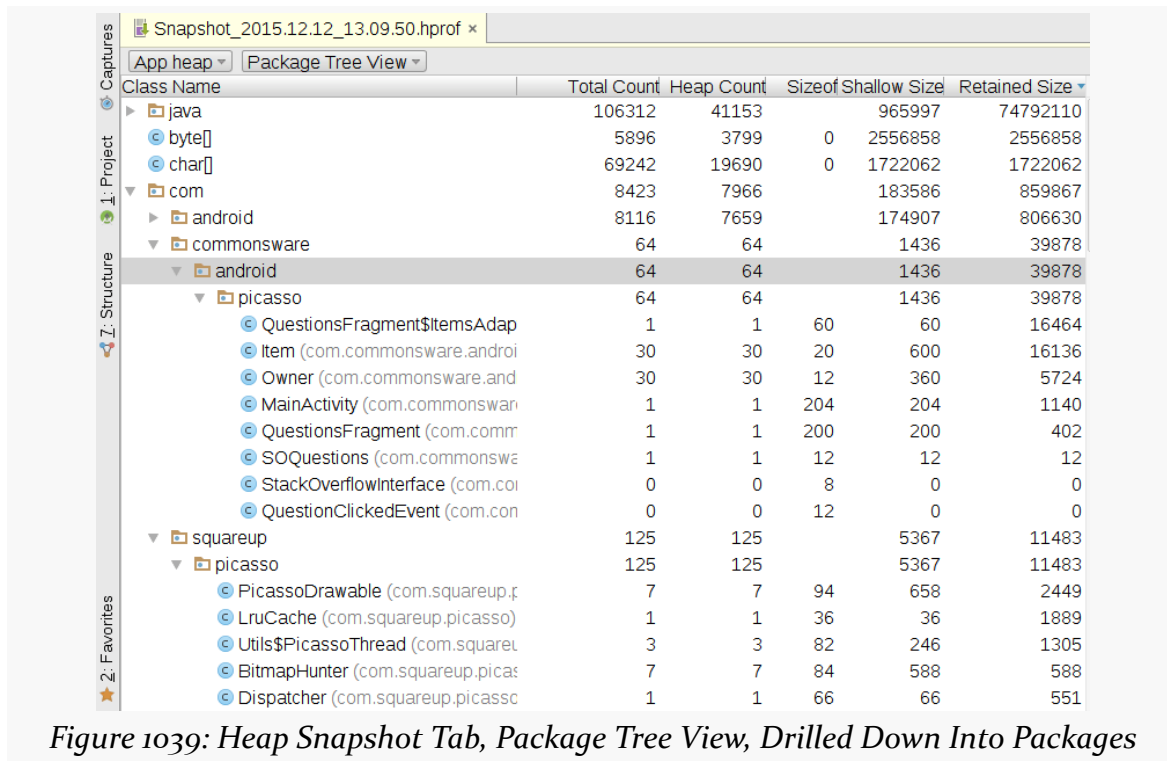 Snapshot_2015.12.12_13.09.50.hprof ×
App heap Package Tree View
Class Name Total Count Heap Count Sizeof Shallow Size Retained Size
java 106312 41153 965997 74792110
byte[] 5896 3799 0 2556858 2556858
char[] 69242 19690 0 1722062 1722062
com 8423 7966 183586 859867
android 8116 7659 174907 806630
commonsware 64 64 1436 39878
android 64 64 1436 39878
picasso 64 64 1436 39878
QuestionsFragment$ItemsAdap 1 1 60 60 16464
Item (com.commonsware.androi 30 30 20 600 16136
Owner (com.commonsware.and 30 30 12 360 5724
MainActivity (com.commonswar 1 1 204 204 1140
QuestionsFragment (com.comm 1 1 200 200 402
SOQuestions (com.commonswa 1 1 12 12 12
StackOverflowInterface (com.co 0 0 8 0 0
QuestionClickedEvent (com.con 0 0 12 0 0
squareup 125 125 5367 11483
picasso 125 125 5367 11483
PicassoDrawable (com.squareup.p 7 7 94 658 2449
LruCache (com.squareup.picasso) 1 1 36 36 1889
Utils$PicassoThread (com.squareu 3 3 82 246 1305
BitmapHunter (com.squareup.picas 7 7 84 588 588
Dispatcher (com.squareup.picasso 1 1 66 66 551
Captures
1: Project
7: Structure
2: Favorites
Figure 1039: Heap Snapshot Tab, Package Tree View, Drilled Down Into Packages